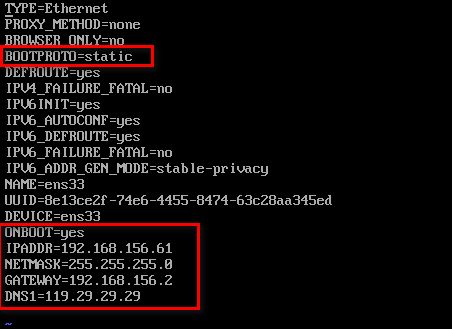 TYPE=Ethernet
PROXY_METHOD=none
BROWSER_ONLY=no
BOOTPROTO=static
DEFROUTE=yes
IPV4_FAILURE_FATAL=no
IPV6INIT=yes
IPV6_AUTOCONF=yes
IPV6_DEFROUTE=yes
IPV6_FAILURE_FATAL=no
IPV6_ADDR_GEN_MODE=stable-privacy
NAME=ens33
UUID=8e13ce2f-74e6-4455-8474-63c28aa345ed
DEVICE=ens33
ONBOOT=yes
IPADDR=192.168.156.61
NETMASK=255.255.255.0
GATEWAY=192.168.156.2
DNS1=119.29.29.29
~